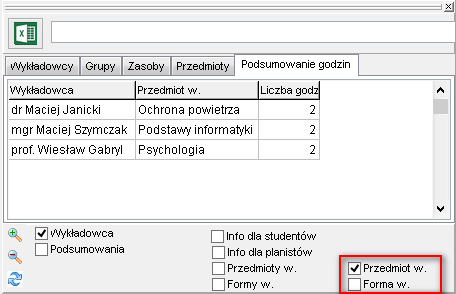 Wykładowcy Grupy Zasoby Przedmioty Podsumowanie godzin
Wykładowca Przedmiot w. Liczba godz
dr Maciej Janicki Ochrona powietrza 2
mgr Maciej Szymczak Podstawy informatyki 2
prof. Wiesław Gabryl Psychologia 2
Wykładowca
Podsumowania
Info dla studentów
Info dla planistów
Przedmioty w.
Formy w.
Przedmiot w.
Forma w.